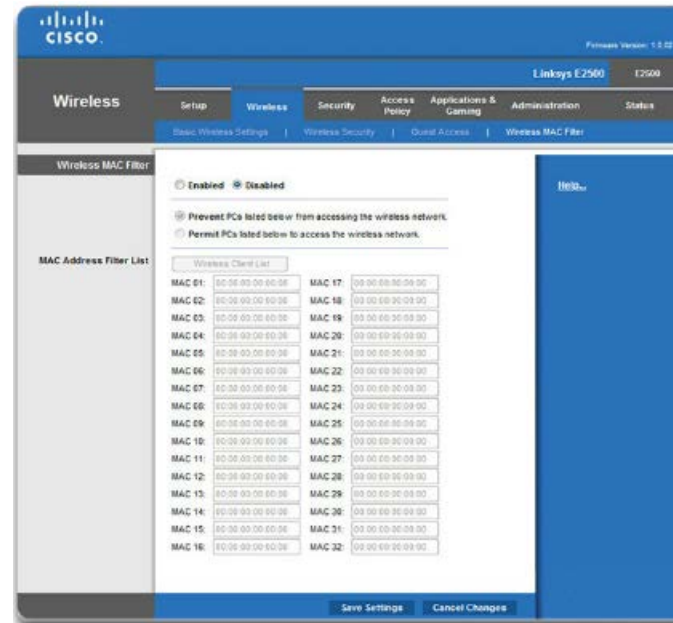 CISCO
Firmware Version: 1.0.02
Linksys E2500 E2500
Wireless
Setup Wireless Security Access Policy Applications & Gaming Administration Status
Basic Wireless Settings | Wireless Security | Guest Access | Wireless MAC Filter
Wireless MAC Filter
Enabled Disabled
Help...
Prevent PCs listed below from accessing the wireless network.
Permit PCs listed below to access the wireless network.
MAC Address Filter List
Wireless Client List
MAC 01: 00:00:00:00:00:00 MAC 17: 00:00:00:00:00:00
MAC 02: 00:00:00:00:00:00 MAC 18: 00:00:00:00:00:00
MAC 03: 00:00:00:00:00:00 MAC 19: 00:00:00:00:00:00
MAC 04: 00:00:00:00:00:00 MAC 20: 00:00:00:00:00:00
MAC 05: 00:00:00:00:00:00 MAC 21: 00:00:00:00:00:00
MAC 06: 00:00:00:00:00:00 MAC 22: 00:00:00:00:00:00
MAC 07: 00:00:00:00:00:00 MAC 23: 00:00:00:00:00:00
MAC 08: 00:00:00:00:00:00 MAC 24: 00:00:00:00:00:00
MAC 09: 00:00:00:00:00:00 MAC 25: 00:00:00:00:00:00
MAC 10: 00:00:00:00:00:00 MAC 26: 00:00:00:00:00:00
MAC 11: 00:00:00:00:00:00 MAC 27: 00:00:00:00:00:00
MAC 12: 00:00:00:00:00:00 MAC 28: 00:00:00:00:00:00
MAC 13: 00:00:00:00:00:00 MAC 29: 00:00:00:00:00:00
MAC 14: 00:00:00:00:00:00 MAC 30: 00:00:00:00:00:00
MAC 15: 00:00:00:00:00:00 MAC 31: 00:00:00:00:00:00
MAC 16: 00:00:00:00:00:00 MAC 32: 00:00:00:00:00:00
Save Settings Cancel Changes